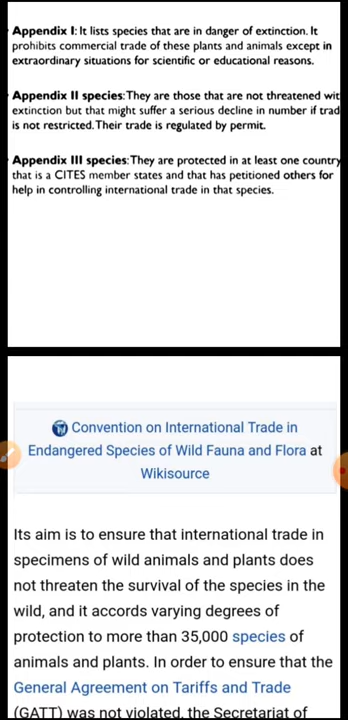 Appendix I: It lists species that are in danger of extinction. It
prohibits commercial trade of these plants and animals except in
extraordinary situations for scientific or educational reasons.
Appendix II species: They are those that are not threatened wit
extinction but that might suffer a serious decline in number if trad
is not restricted. Their trade is regulated by permit.
Appendix III species: They are protected in at least one country
that is a CITES member states and that has petitioned others for
help in controlling international trade in that species.
Convention on International Trade in
Endangered Species of Wild Fauna and Flora at
Wikisource
Its aim is to ensure that international trade in
specimens of wild animals and plants does
not threaten the survival of the species in the
wild, and it accords varying degrees of
protection to more than 35,000 species of
animals and plants. In order to ensure that the
General Agreement on Tariffs and Trade
(GATT) was not violated, the Secretariat of